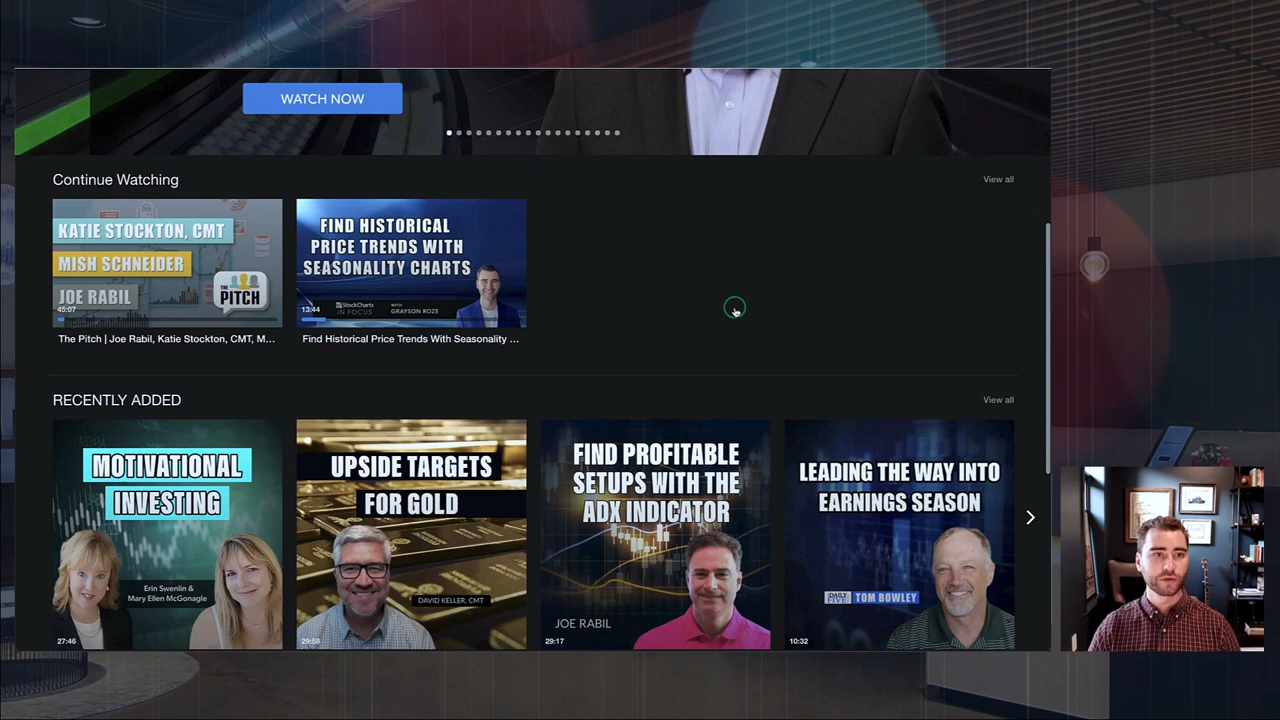 WATCH NOW
Continue Watching
View all
KATIE STOCKTON, CMT
MISH SCHNEIDER
JOE RABIL
THE
PITCH
45:07
FIND HISTORICAL
PRICE TRENDS WITH
SEASONALITY CHARTS
13:44
StockCharts
IN FOCUS
WITH
GRAYSON ROZE
The Pitch | Joe Rabil, Katie Stockton, CMT, M...
Find Historical Price Trends With Seasonality ...
RECENTLY ADDED
View all
MOTIVATIONAL
INVESTING
Erin Swenlin &
Mary Ellen McGonagle
27:46
UPSIDE TARGETS
FOR GOLD
DAVID KELLER, CMT
29:58
FIND PROFITABLE
SETUPS WITH THE
ADX INDICATOR
JOE RABIL
29:17
LEADING THE WAY INTO
EARNINGS SEASON
DAILY
FIVE
TOM BOWLEY
10:32